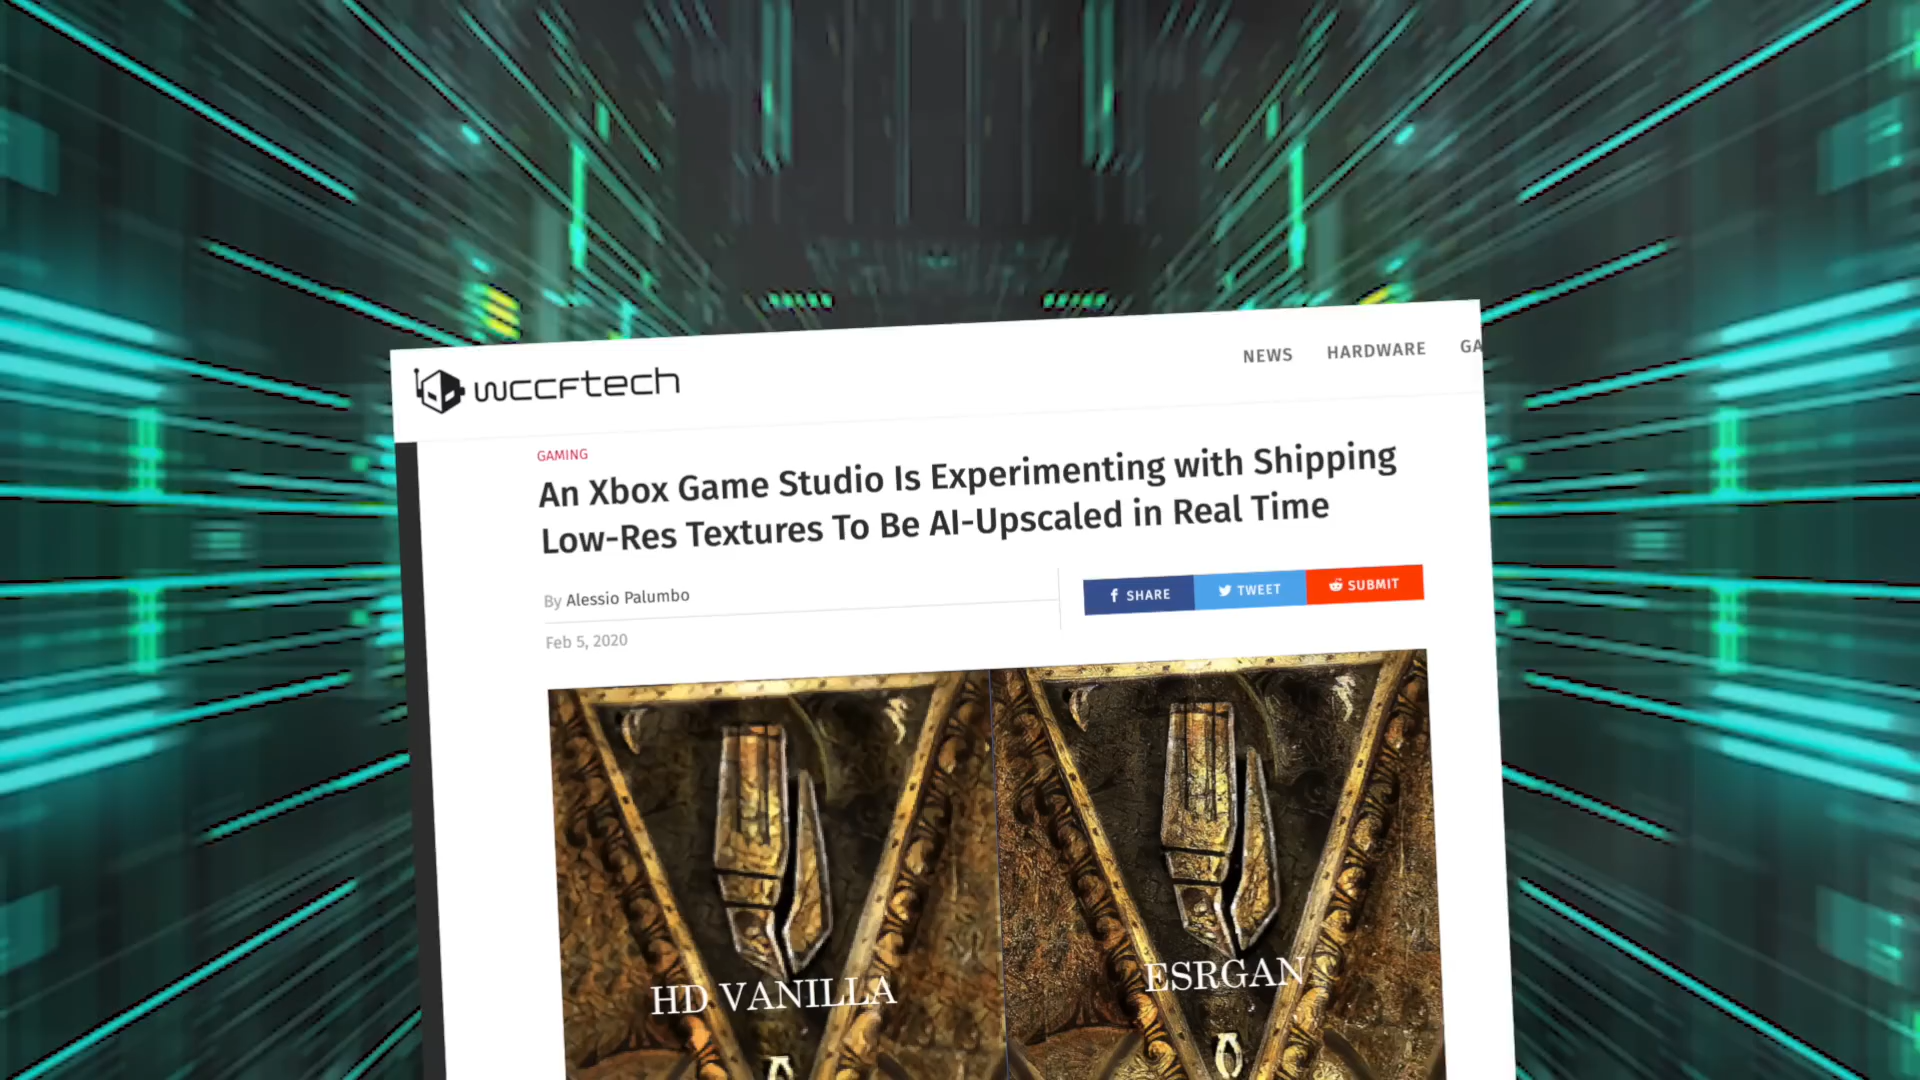 wccftech
NEWS HARDWARE GA
GAMING
An Xbox Game Studio Is Experimenting with Shipping
Low-Res Textures To Be AI-Upscaled in Real Time
By Alessio Palumbo
SHARE TWEET SUBMIT
Feb 5, 2020
HD VANILLA
ESRGAN